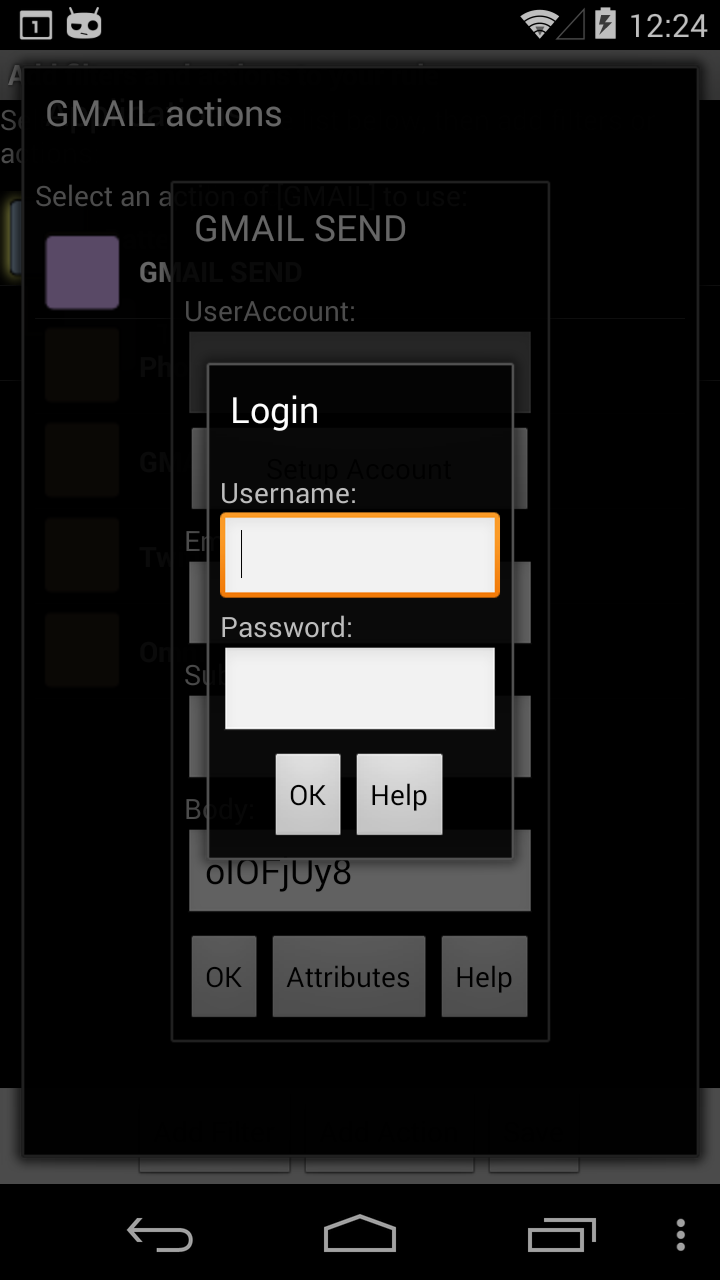 1
12:24
GMAIL actions
Select an action of [GMAIL] to use:
GMAIL SEND
GMAIL SEND
UserAccount:
Setup Account
Login
Username:
Password:
OK Help
Body:
olOFjUy8
OK Attributes Help